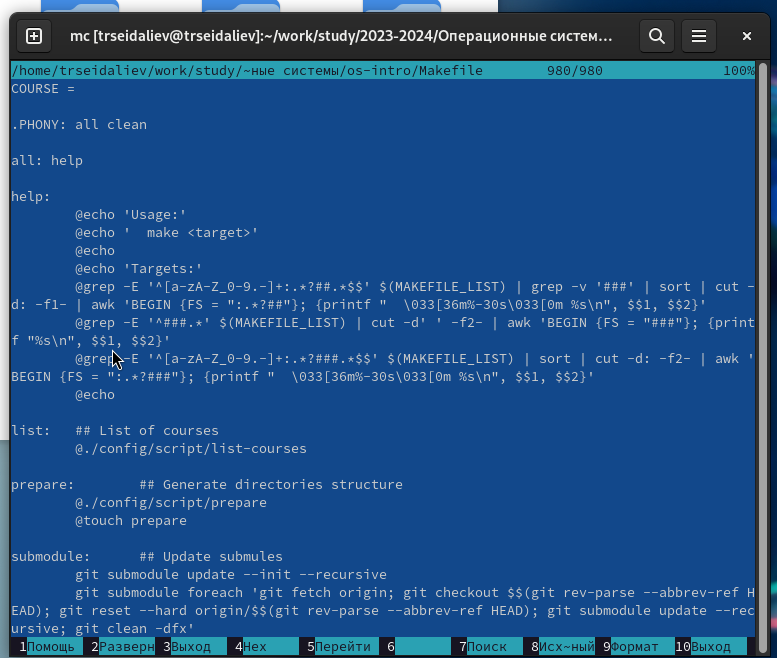 mc [trseidaliev@trseidaliev]:~/work/study/2023-2024/Операционные систем…
/home/trseidaliev/work/study/~ные системы/os-intro/Makefile 980/980 100%
COURSE =
.PHONY: all clean
all: help
help:
@echo 'Usage:'
@echo '  make <target>'
@echo
@echo 'Targets:'
@grep -E '^[a-zA-Z_0-9.-]+:.*?##.*$$' $(MAKEFILE_LIST) | grep -v '###' | sort | cut -
d: -f1- | awk 'BEGIN {FS = ":.*?##"}; {printf "  \033[36m%-30s\033[0m %s\n", $$1, $$2}'
@grep -E '^###.*' $(MAKEFILE_LIST) | cut -d' ' -f2- | awk 'BEGIN {FS = "###"}; {print
f "%s\n", $$1, $$2}'
@grep -E '^[a-zA-Z_0-9.-]+:.*?###.*$$' $(MAKEFILE_LIST) | sort | cut -d: -f2- | awk '
BEGIN {FS = ":.*?###"}; {printf "  \033[36m%-30s\033[0m %s\n", $$1, $$2}'
@echo
list:   ## List of courses
@./config/script/list-courses
prepare:        ## Generate directories structure
@./config/script/prepare
@touch prepare
submodule:      ## Update submules
git submodule update --init --recursive
git submodule foreach 'git fetch origin; git checkout $$(git rev-parse --abbrev-ref H
EAD); git reset --hard origin/$$(git rev-parse --abbrev-ref HEAD); git submodule update --rec
ursive; git clean -dfx'
1Помощь 2Разверн 3Выход 4Hex 5Перейти 6 7Поиск 8Исх~ный 9Формат 10Выход